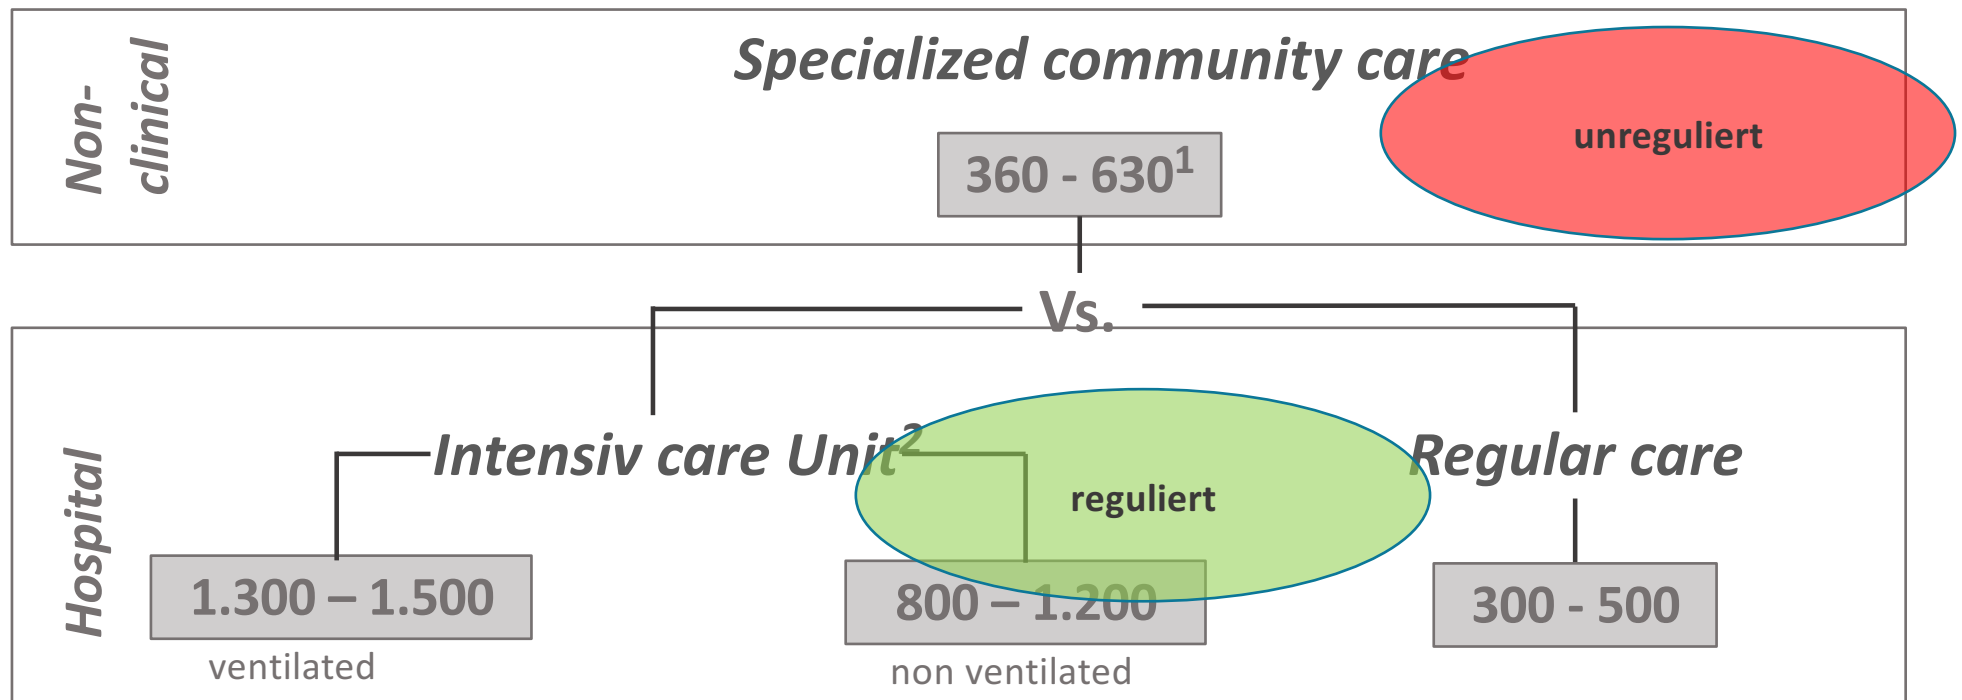 Non-
clinical
Specialized community care
unreguliert
360 - 630¹
Vs.
Hospital
Intensiv care Unit²
reguliert
Regular care
1.300 – 1.500
800 – 1.200
300 - 500
ventilated
non ventilated